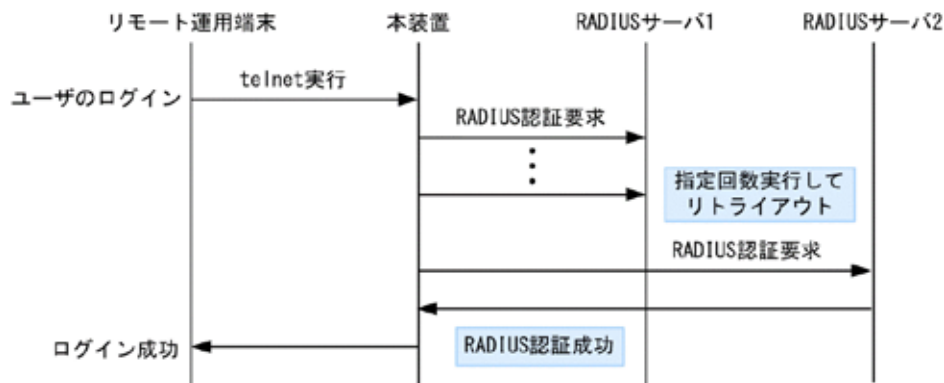 リモート運用端末
本装置
RADIUSサーバ1
RADIUSサーバ2
telnet実行
ユーザのログイン
RADIUS認証要求
指定回数実行して
リトライアウト
RADIUS認証要求
ログイン成功
RADIUS認証成功